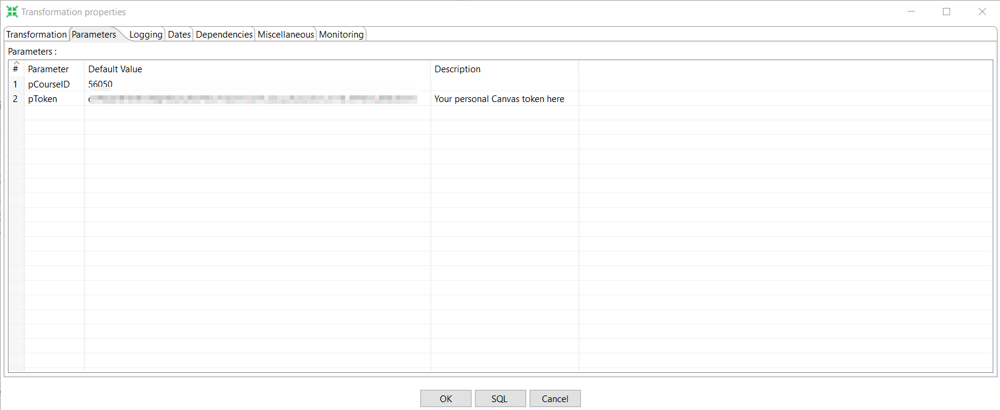 Transformation properties
Transformation Parameters Logging Dates Dependencies Miscellaneous Monitoring
Parameters :
# Parameter Default Value Description
1 pCourseID 56050
2 pToken Your personal Canvas token here
OK SQL Cancel